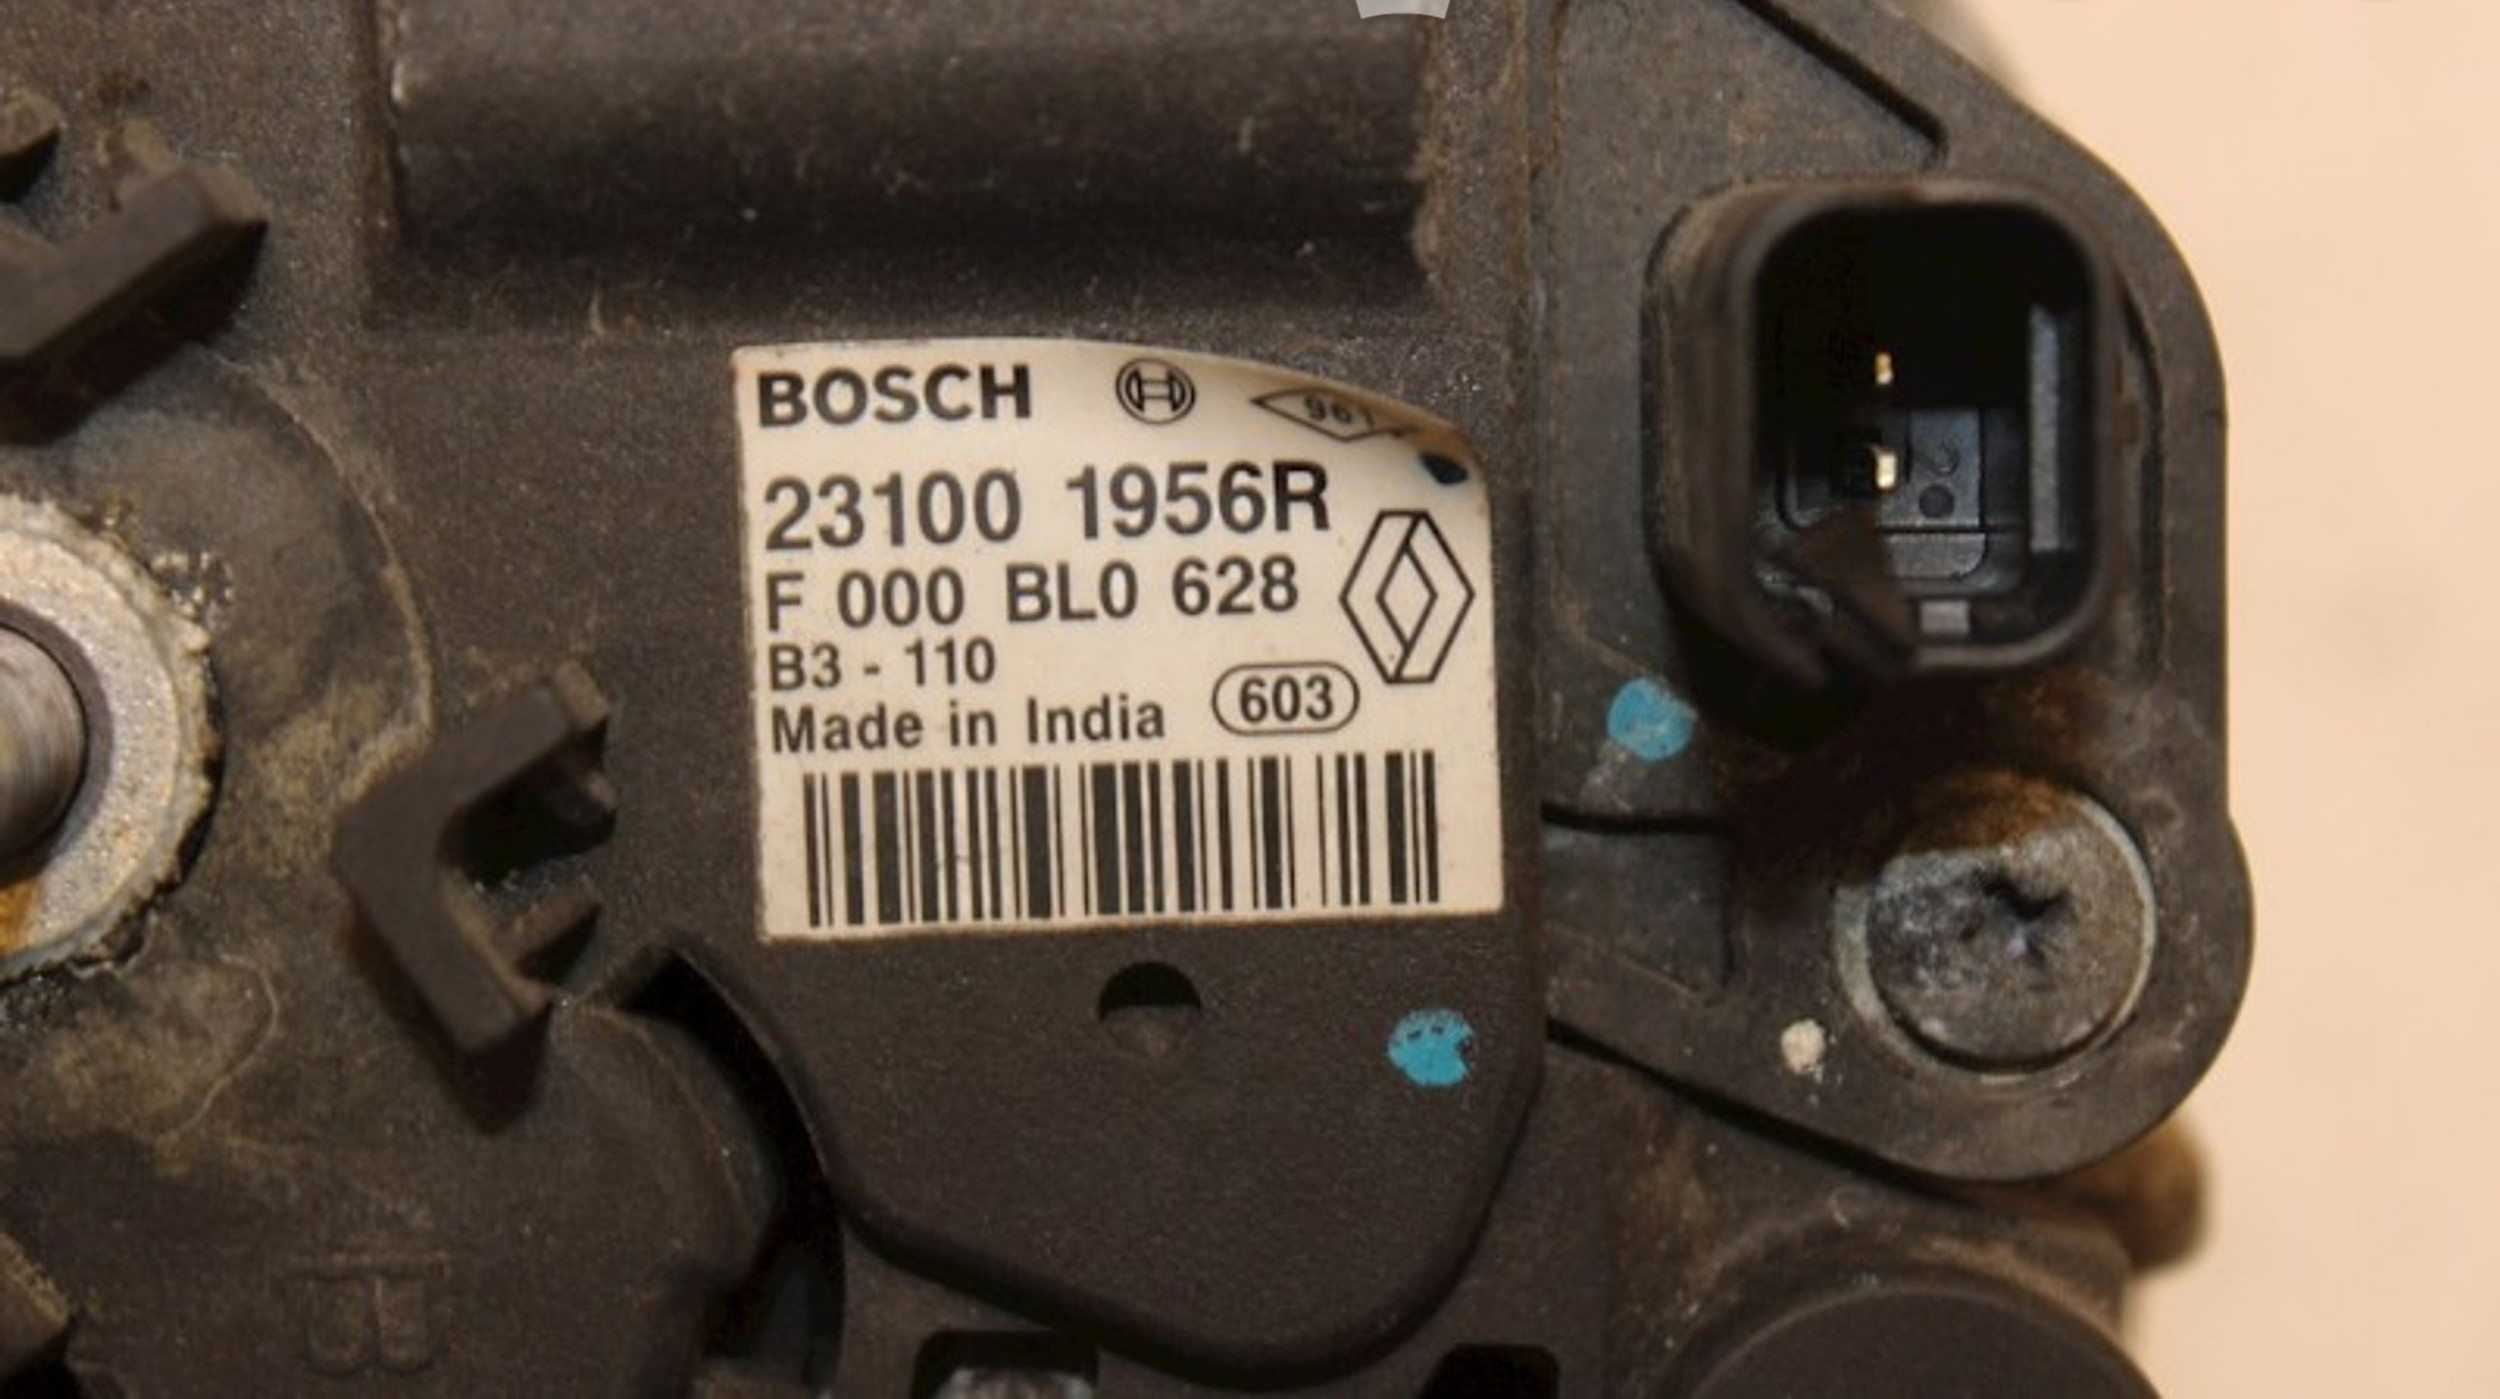 BOSCH 96
23100 1956R
F 000 BL0 628
B3 - 110
Made in India 603
B